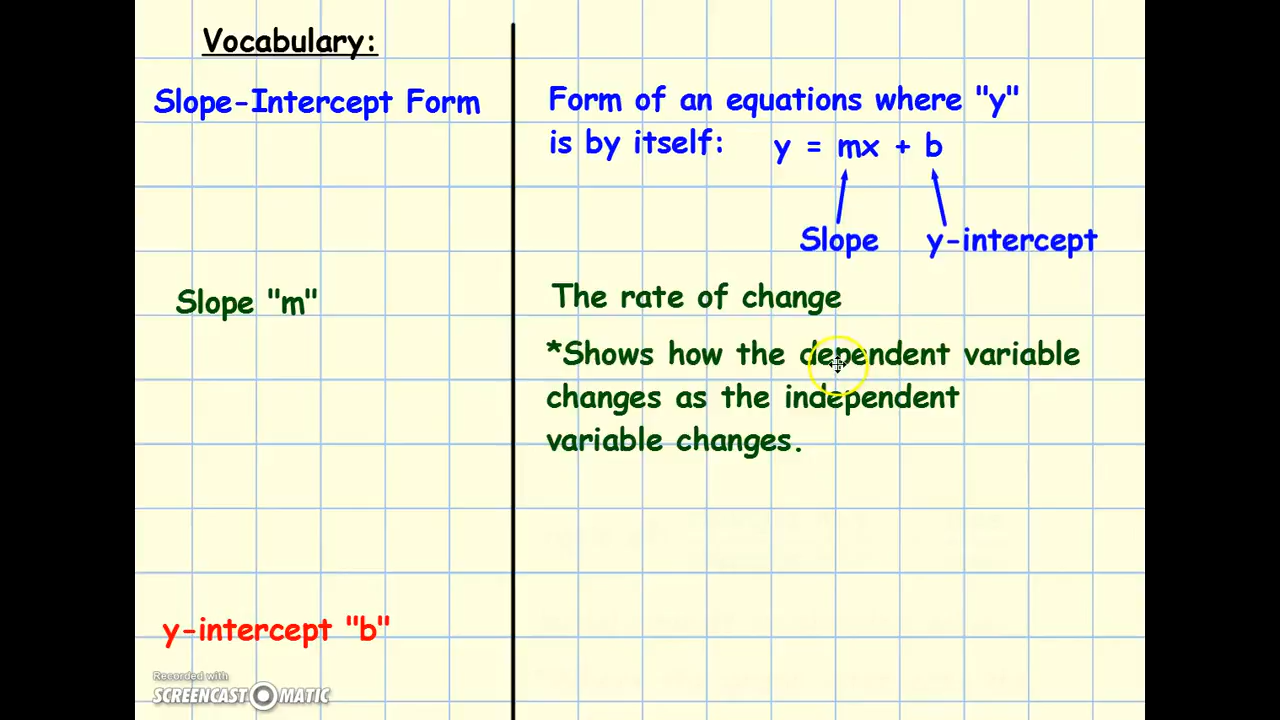 Vocabulary:
Slope-Intercept Form
Form of an equations where "y"
is by itself: y = mx + b
Slope y-intercept
Slope "m"
The rate of change
*Shows how the dependent variable
changes as the independent
variable changes.
y-intercept "b"
Recorded with
SCREENCAST MATIC